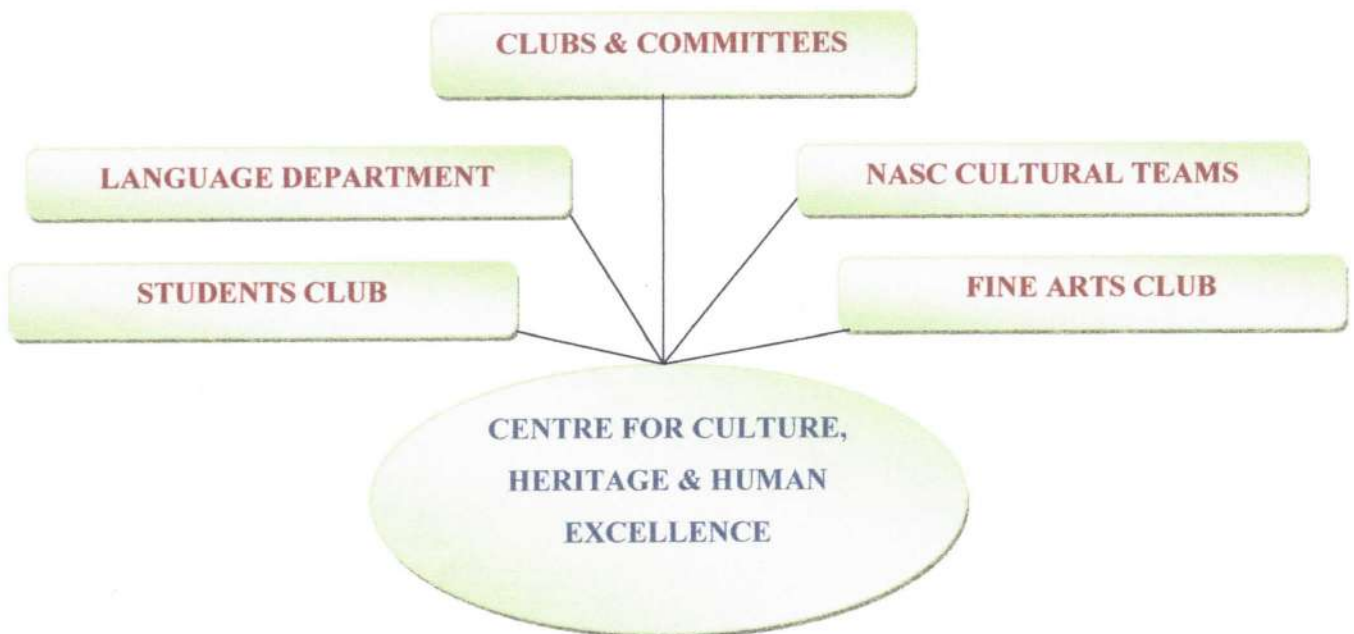 CLUBS & COMMITTEES
LANGUAGE DEPARTMENT
NASC CULTURAL TEAMS
STUDENTS CLUB
FINE ARTS CLUB
CENTRE FOR CULTURE,
HERITAGE & HUMAN
EXCELLENCE